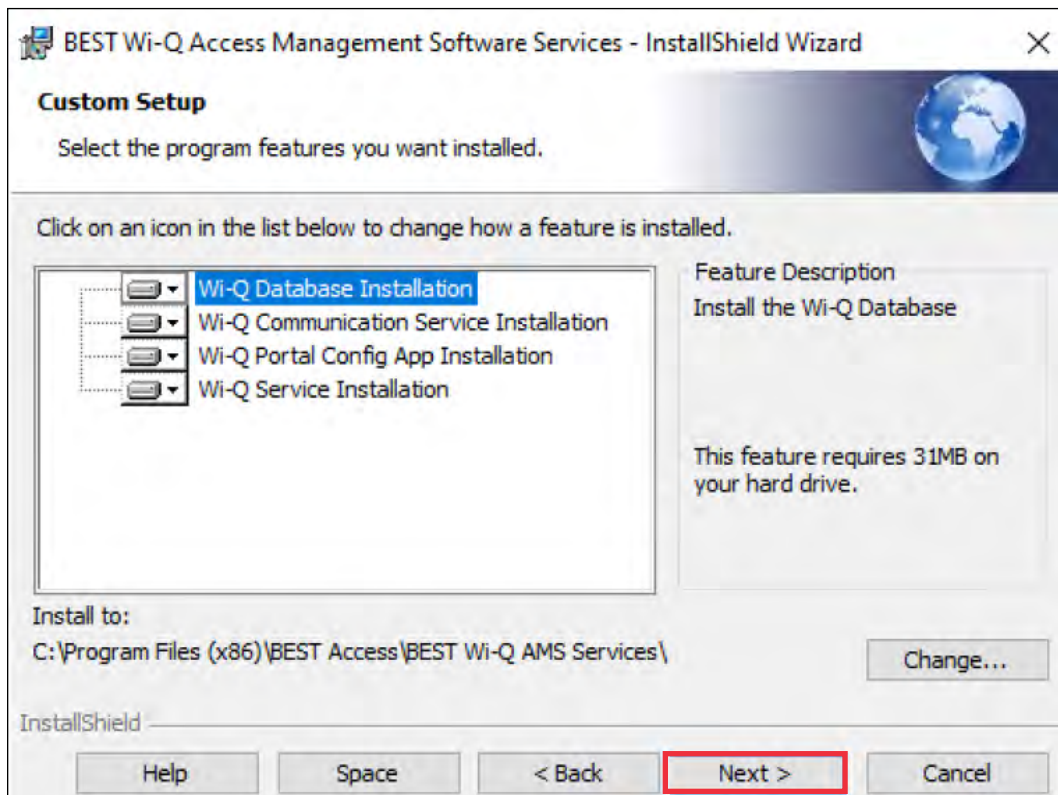 BEST Wi-Q Access Management Software Services - InstallShield Wizard
Custom Setup
Select the program features you want installed.
Click on an icon in the list below to change how a feature is installed.
Wi-Q Database Installation
Wi-Q Communication Service Installation
Wi-Q Portal Config App Installation
Wi-Q Service Installation
Feature Description
Install the Wi-Q Database
This feature requires 31MB on
your hard drive.
Install to:
C:\Program Files (x86)\BEST Access\BEST Wi-Q AMS Services\
Change...
InstallShield
Help
Space
< Back
Next >
Cancel